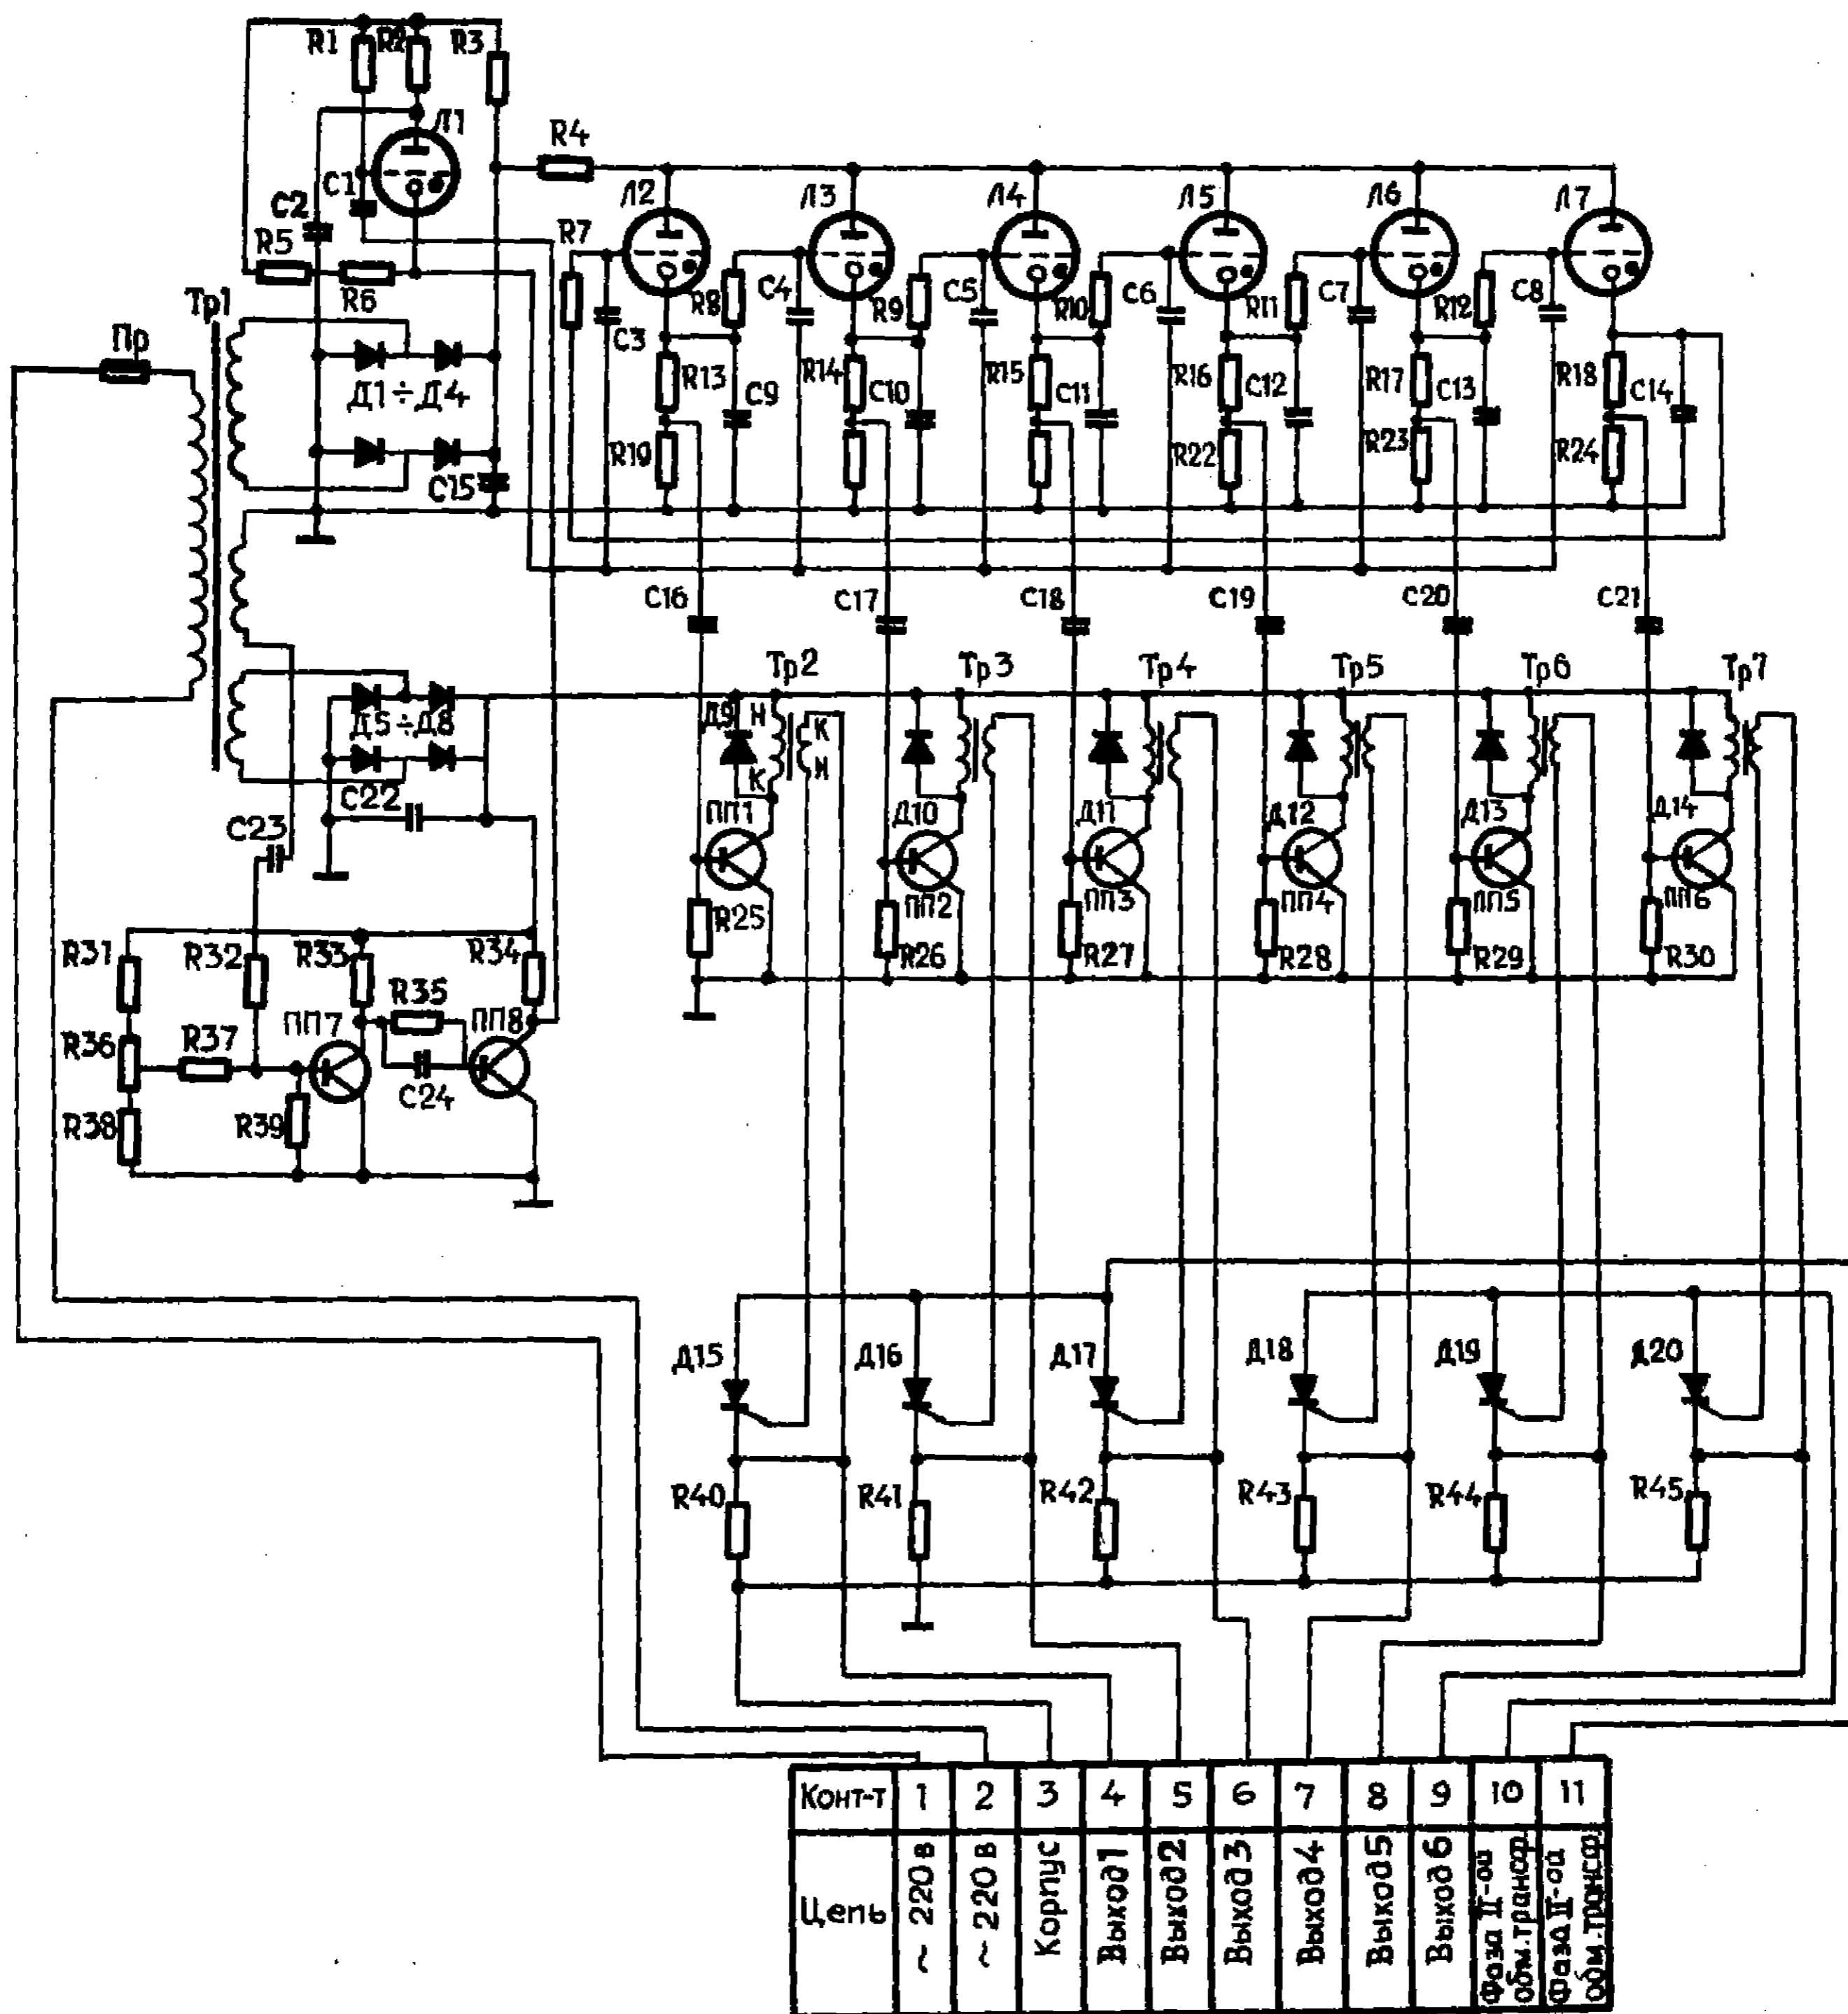 R1 R2 R3
Л1
R4
C1
C2
Л2 Л3 Л4 Л5 Л6 Л7
R5
R6
R7
C3
R8 C4 R9 C5 R10 C6 R11 C7 R12 C8
Тр1
Пр
Д1÷Д4
R13 C9 R14 C10 R15 C11 R16 C12 R17 C13 R18 C14
R19 R22 R23 R24
C15
C16 C17 C18 C19 C20 C21
Тр2 Тр3 Тр4 Тр5 Тр6 Тр7
Д5÷Д8
Д9 Н К
К Н
C22
C23
ПП1 Д10 Д11 Д12 Д13 Д14
ПП2 ПП3 ПП4 ПП5 ПП6
R25 R26 R27 R28 R29 R30
R31 R32 R33 R34
R35
R36 R37 ПП7 ПП8
C24
R38 R39
Д15 Д16 Д17 Д18 Д19 Д20
R40 R41 R42 R43 R44 R45
Конт-т 1 2 3 4 5 6 7 8 9 10 11
Цепь
~ 220 в
~ 220 в
Корпус
Выход1
Выход2
Выход3
Выход4
Выход5
Выход6
Фаза II-ой обм.трансф.
Фаза II-ой обм.трансф.